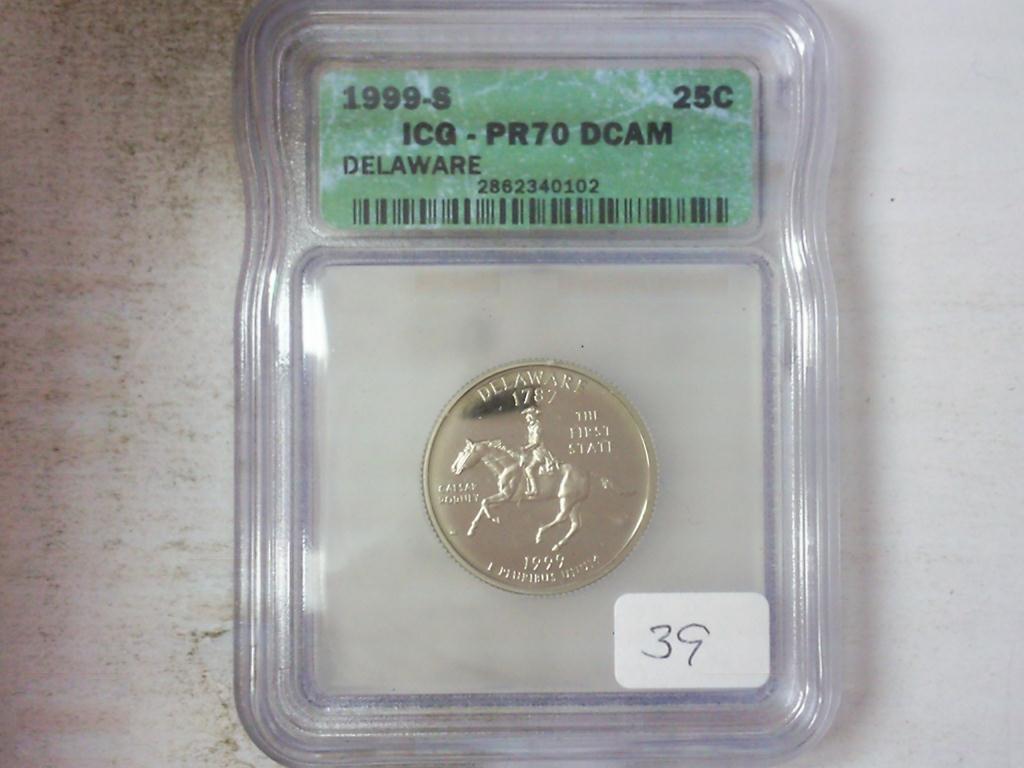 1999-S 25C
ICG - PR70 DCAM
DELAWARE
2862340102
DELAWARE
1787
THE
FIRST
STATE
CAESAR
RODNEY
1999
E PLURIBUS UNUM
39